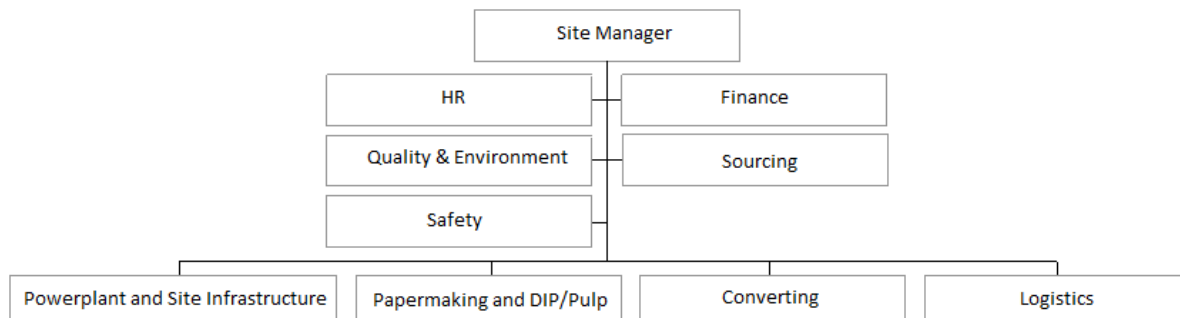 Site Manager
HR
Finance
Quality & Environment
Sourcing
Safety
Powerplant and Site Infrastructure
Papermaking and DIP/Pulp
Converting
Logistics